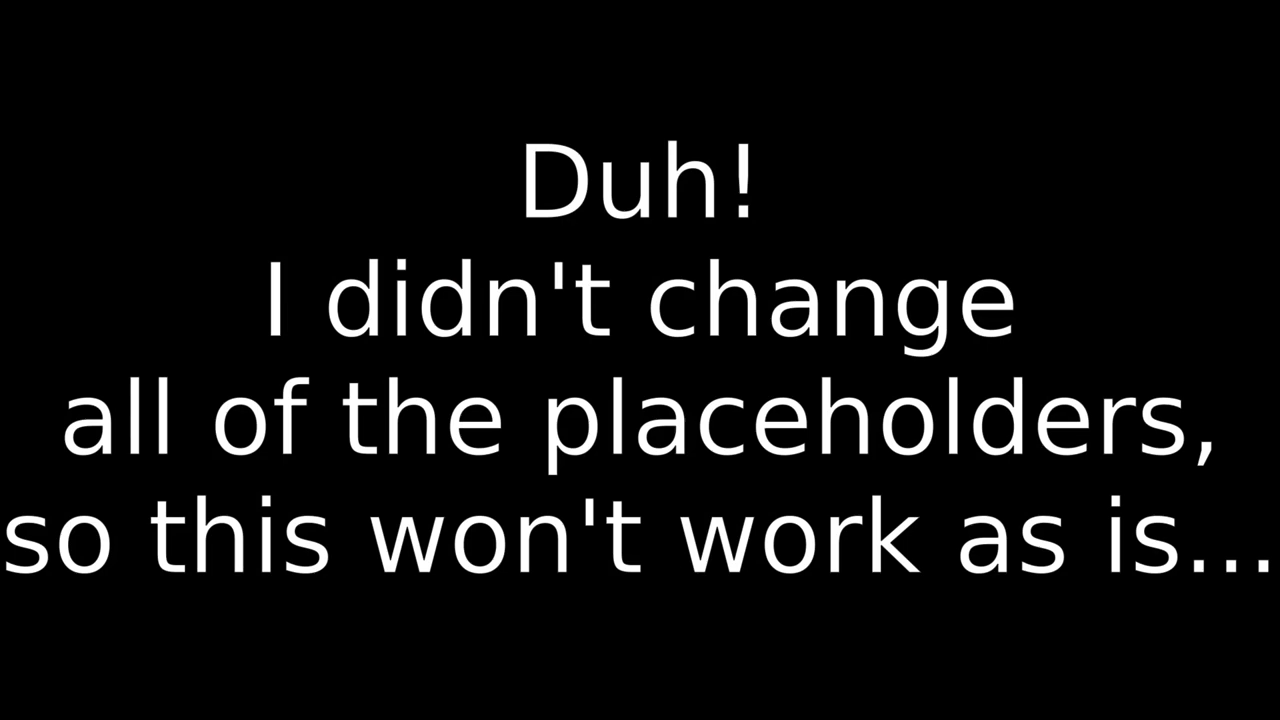 Duh!
I didn't change
all of the placeholders,
so this won't work as is...